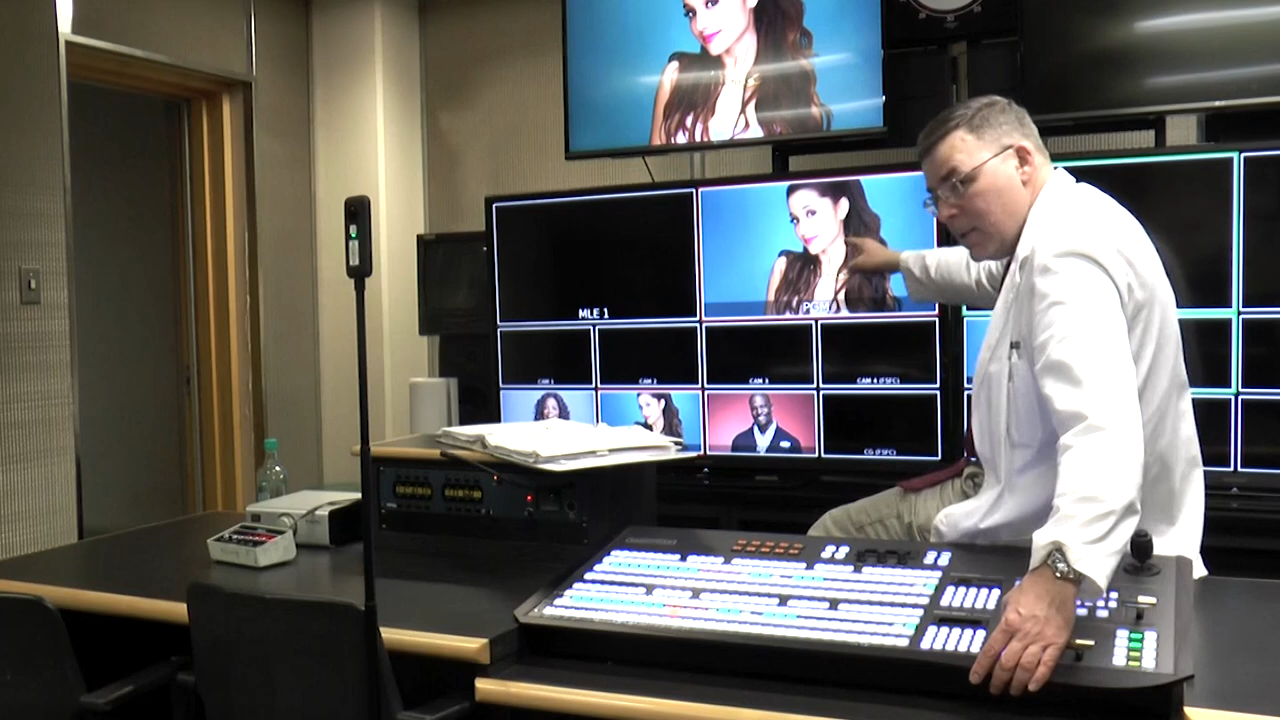 MLE 1
PGM
CAM 1
CAM 2
CAM 3
CAM 4 (FSFC)
CG (FSFC)